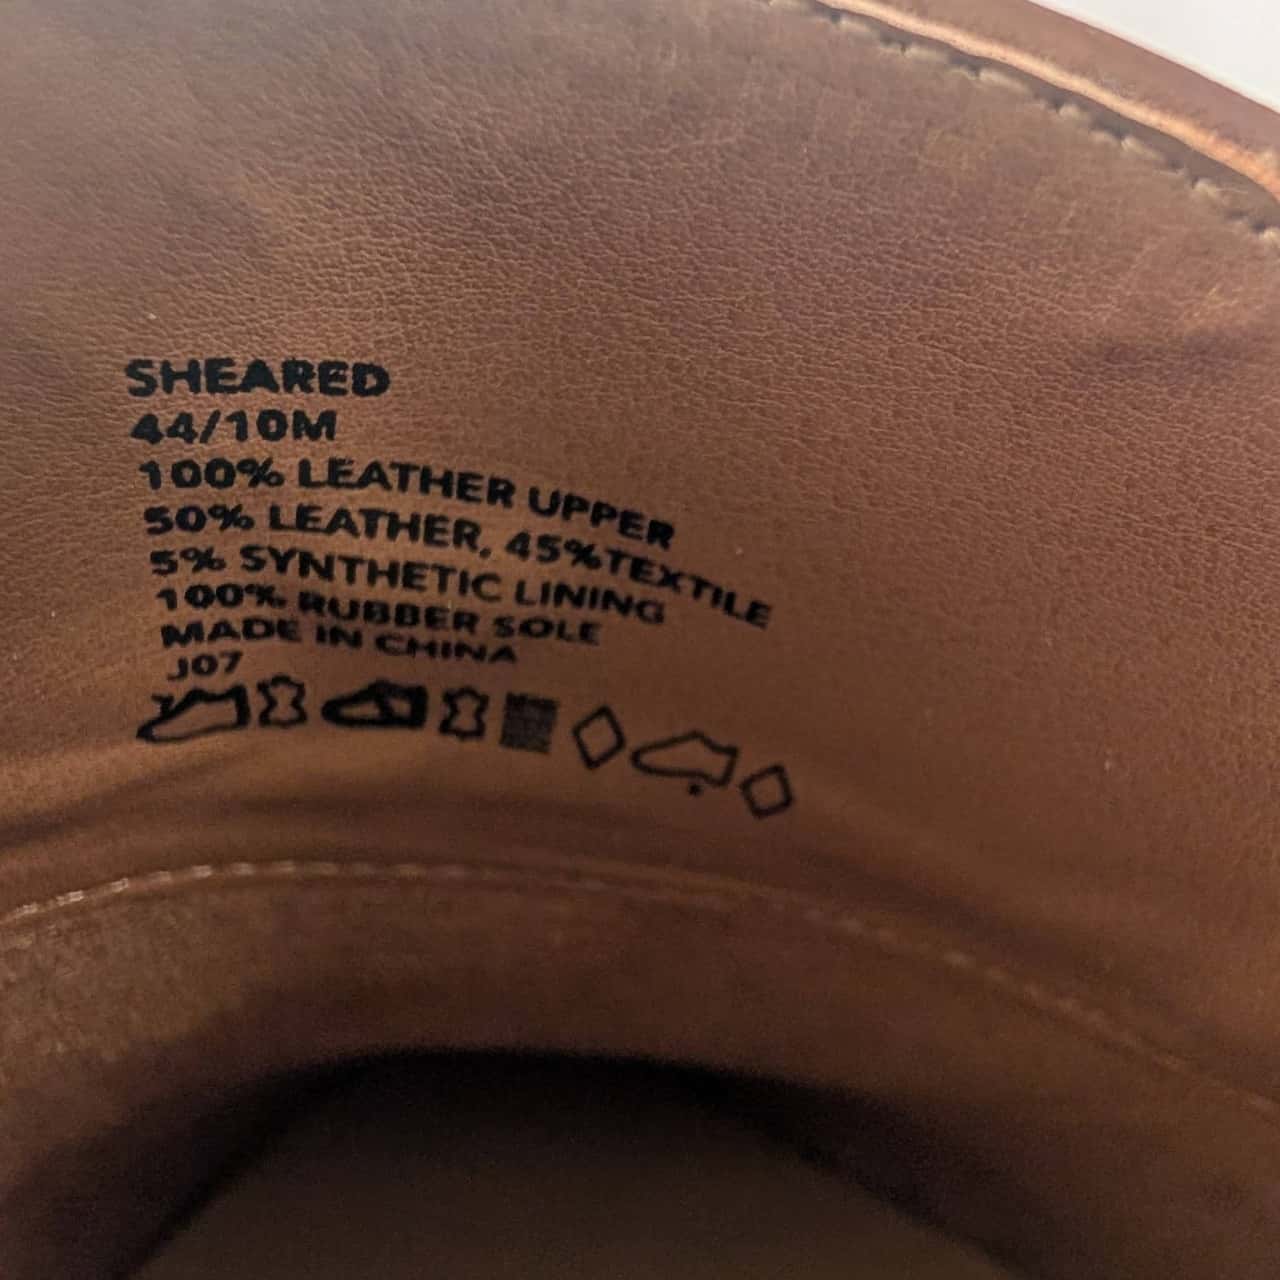 SHEARED
44/10M
100% LEATHER UPPER
50% LEATHER, 45%TEXTILE
5% SYNTHETIC LINING
100% RUBBER SOLE
MADE IN CHINA
J07